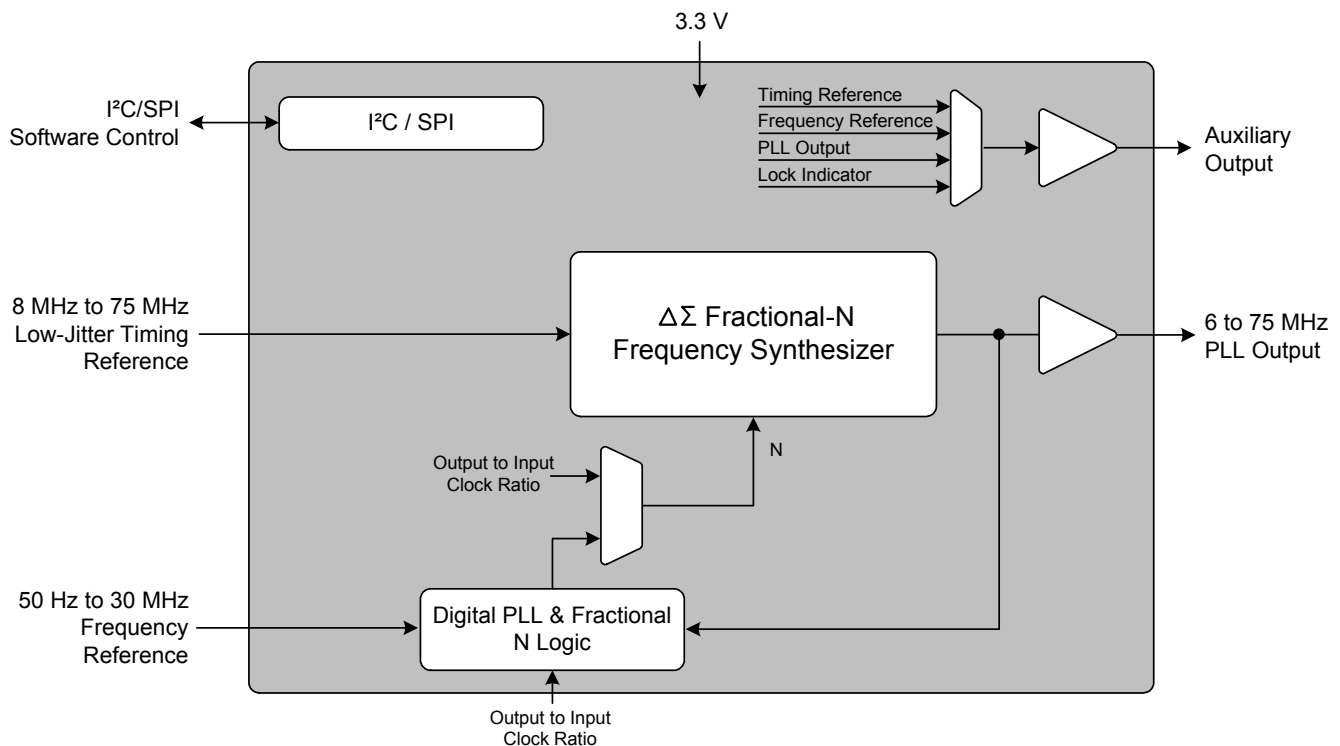 3.3 V
I²C/SPI
Software Control
I²C / SPI
Timing Reference
Frequency Reference
PLL Output
Lock Indicator
Auxiliary
Output
8 MHz to 75 MHz
Low-Jitter Timing
Reference
ΔΣ Fractional-N
Frequency Synthesizer
6 to 75 MHz
PLL Output
N
Output to Input
Clock Ratio
50 Hz to 30 MHz
Frequency
Reference
Digital PLL & Fractional
N Logic
Output to Input
Clock Ratio